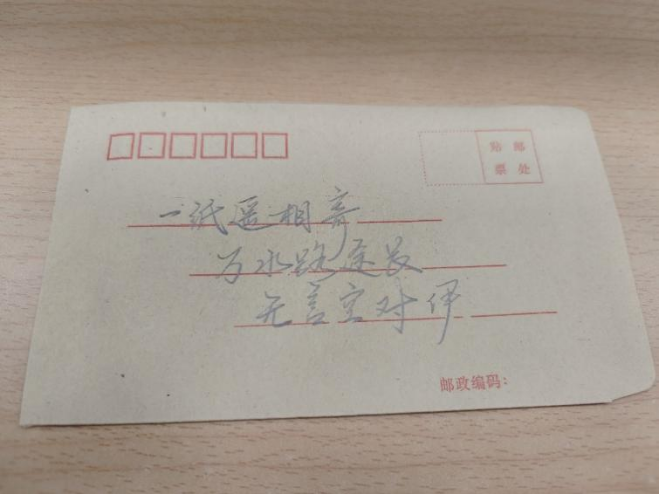 贴邮
票处
一纸遥相寄
万水路途长
无言空对伊
邮政编码：